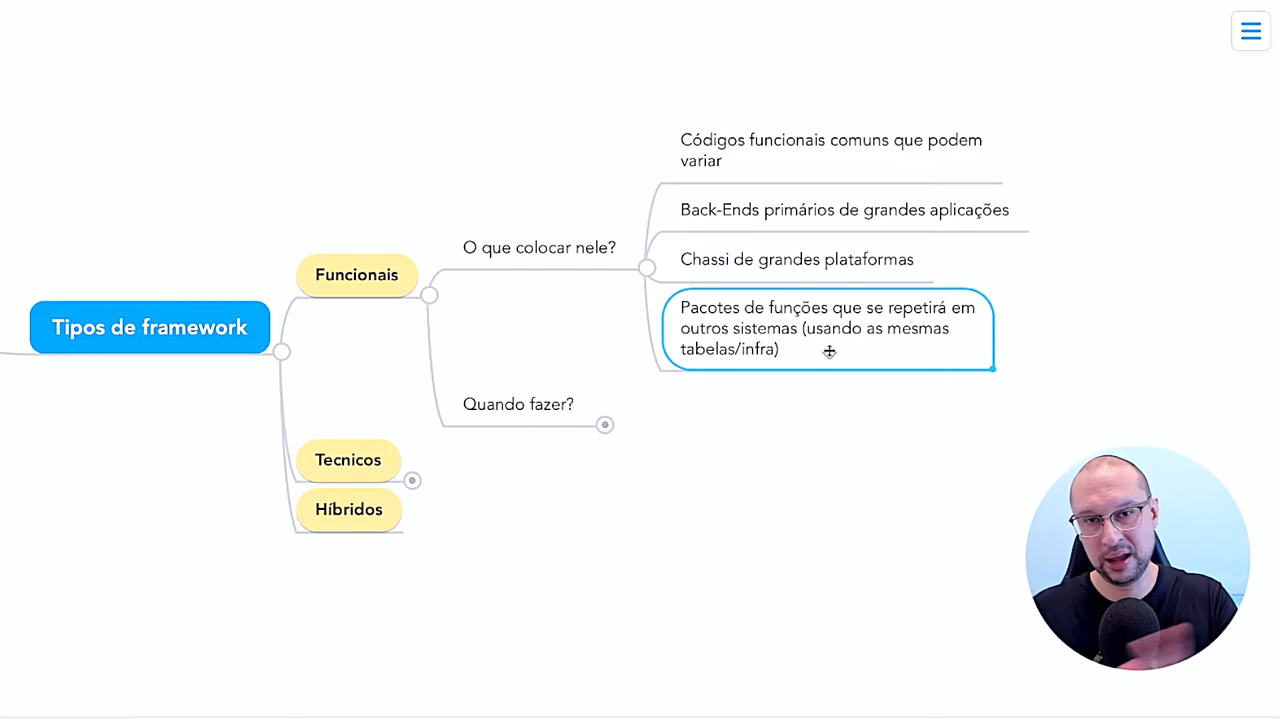 Códigos funcionais comuns que podem
variar
Back-Ends primários de grandes aplicações
O que colocar nele?
Chassi de grandes plataformas
Funcionais
Pacotes de funções que se repetirá em
outros sistemas (usando as mesmas
tabelas/infra)
Tipos de framework
Quando fazer?
Tecnicos
Híbridos